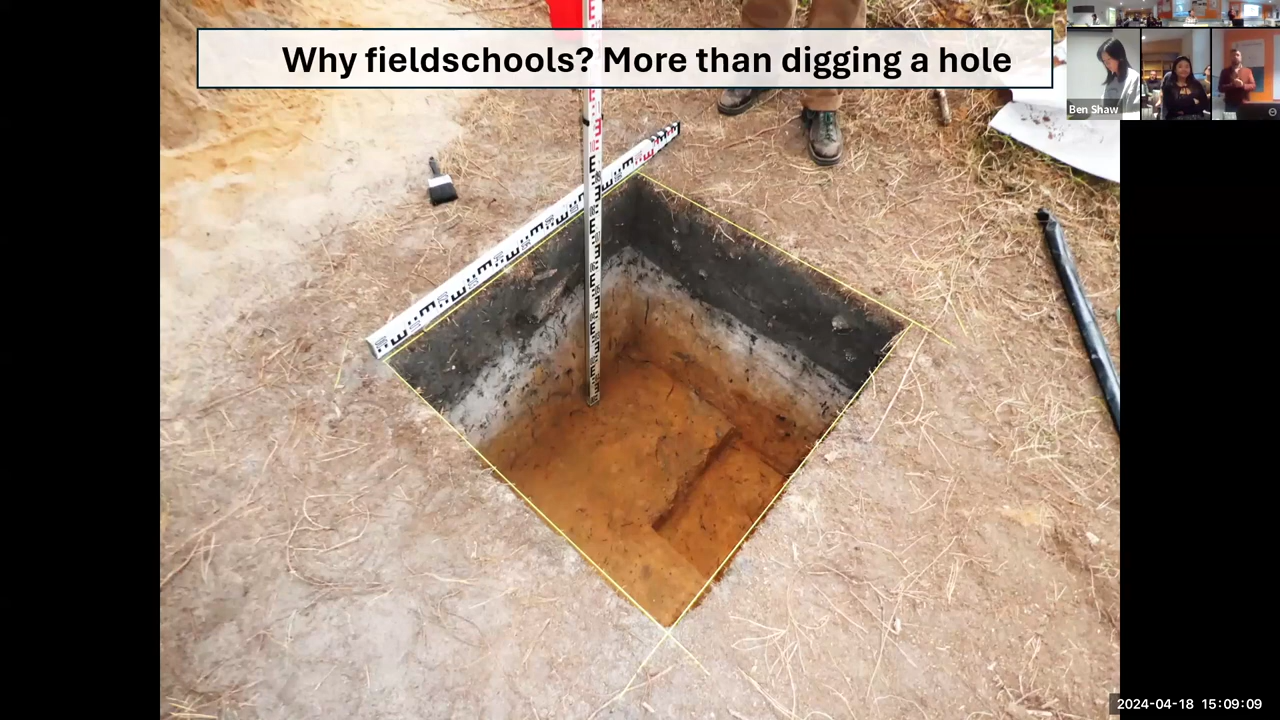 Why fieldschools? More than digging a hole
Ben Shaw
2024-04-18 15:09:09